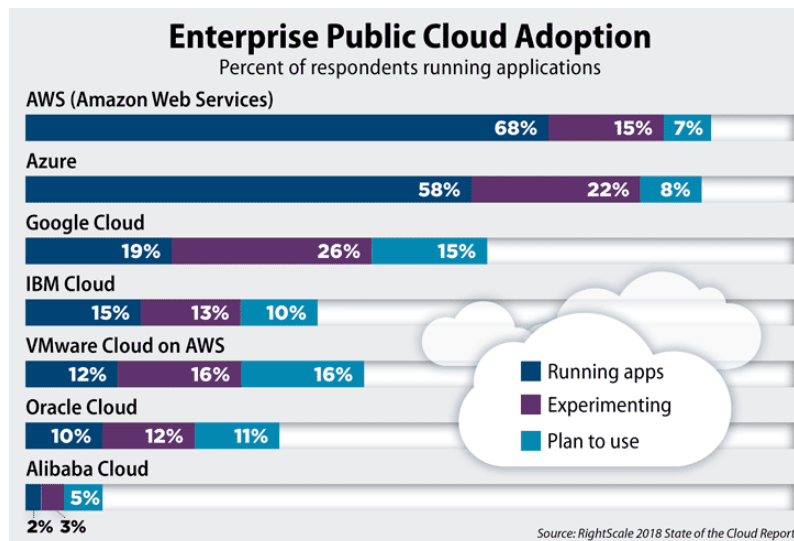 Enterprise Public Cloud Adoption
Percent of respondents running applications
AWS (Amazon Web Services)
68% 15% 7%
Azure
58% 22% 8%
Google Cloud
19% 26% 15%
IBM Cloud
15% 13% 10%
VMware Cloud on AWS
12% 16% 16%
Oracle Cloud
10% 12% 11%
Alibaba Cloud
5%
2% 3%
Running apps
Experimenting
Plan to use
Source: RightScale 2018 State of the Cloud Report